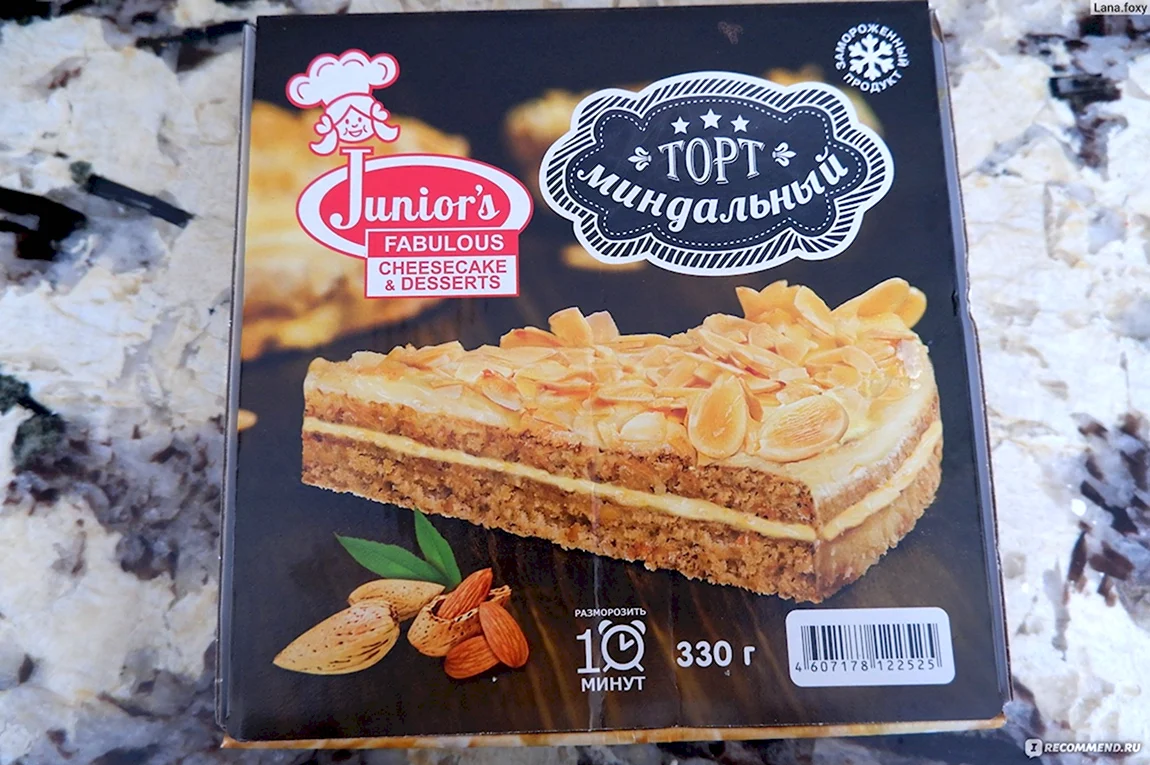 Lana.foxy
ЗАМОРОЖЕННЫЙ
ПРОДУКТ
Junior's
FABULOUS
CHEESECAKE
& DESSERTS
ТОРТ
миндальный
РАЗМОРОЗИТЬ
10
МИНУТ
330 г
4 607178 122525
I RECOMMEND.RU